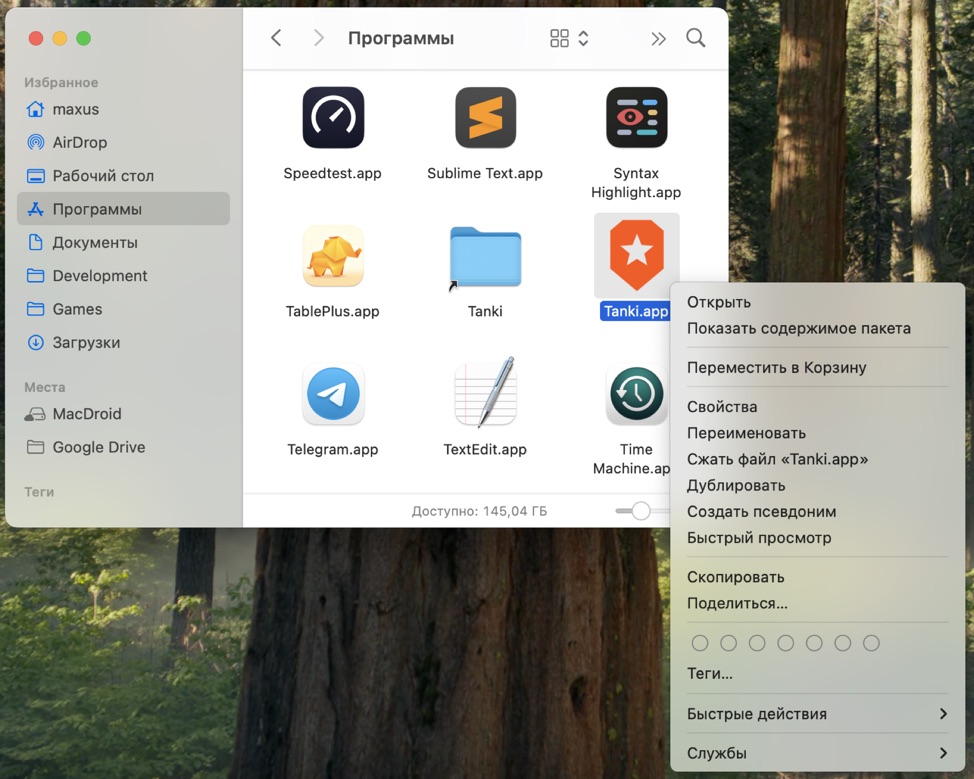 Программы
Избранное
maxus
AirDrop
Рабочий стол
Программы
Документы
Development
Games
Загрузки
Места
MacDroid
Google Drive
Теги
Speedtest.app
Sublime Text.app
Syntax
Highlight.app
TablePlus.app
Tanki
Tanki.app
Telegram.app
TextEdit.app
Time
Machine.ap
Доступно: 145,04 ГБ
Открыть
Показать содержимое пакета
Переместить в Корзину
Свойства
Переименовать
Сжать файл «Tanki.app»
Дублировать
Создать псевдоним
Быстрый просмотр
Скопировать
Поделиться...
Теги...
Быстрые действия
Службы